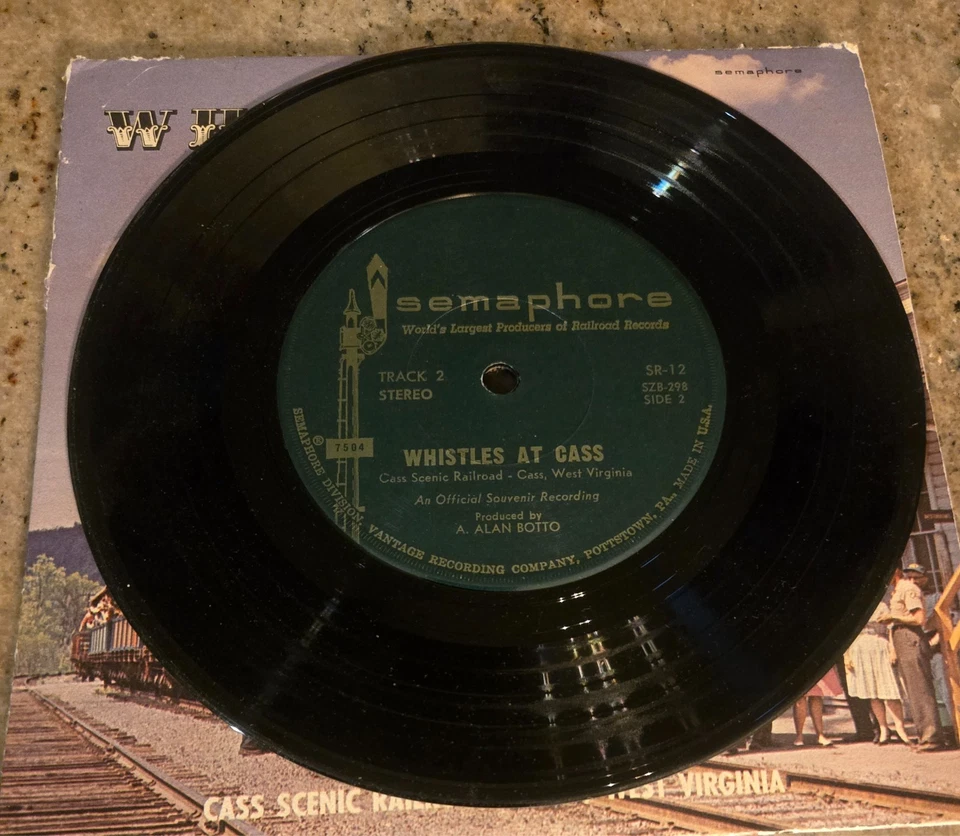 semaphore
WH
semaphore
World's Largest Producers of Railroad Records
TRACK 2
STEREO
SR-12
SZB-298
SIDE 2
7504
WHISTLES AT CASS
Cass Scenic Railroad - Cass, West Virginia
An Official Souvenir Recording
Produced by
A. ALAN BOTTO
SEMAPHORE® DIVISION, VANTAGE RECORDING COMPANY, POTTSTOWN, PA., MADE IN U.S.A.
CASS SCENIC VIRGINIA